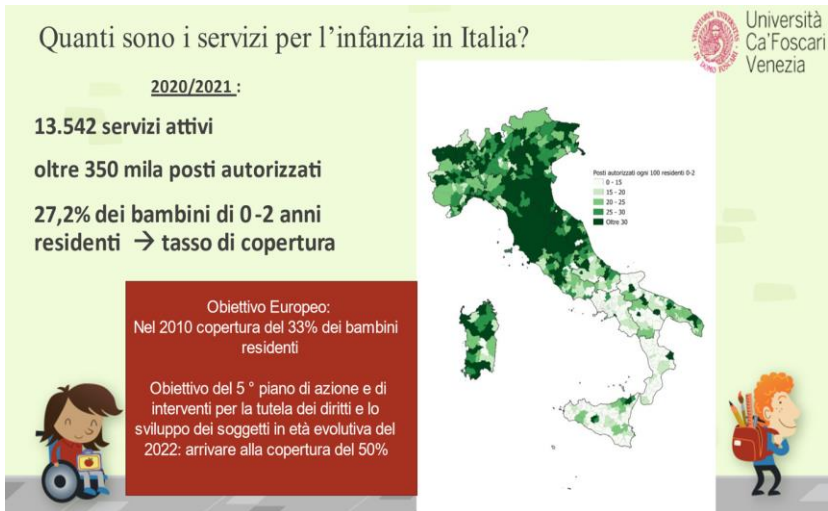 Quanti sono i servizi per l'infanzia in Italia?
Università
Ca'Foscari
Venezia
2020/2021 :
13.542 servizi attivi
oltre 350 mila posti autorizzati
27,2% dei bambini di 0-2 anni
residenti → tasso di copertura
Posti autorizzati ogni 100 residenti 0-2
0 - 15
15 - 20
20 - 25
25 - 30
Oltre 30
Obiettivo Europeo:
Nel 2010 copertura del 33% dei bambini
residenti
Obiettivo del 5 ° piano di azione e di
interventi per la tutela dei diritti e lo
sviluppo dei soggetti in età evolutiva del
2022: arrivare alla copertura del 50%